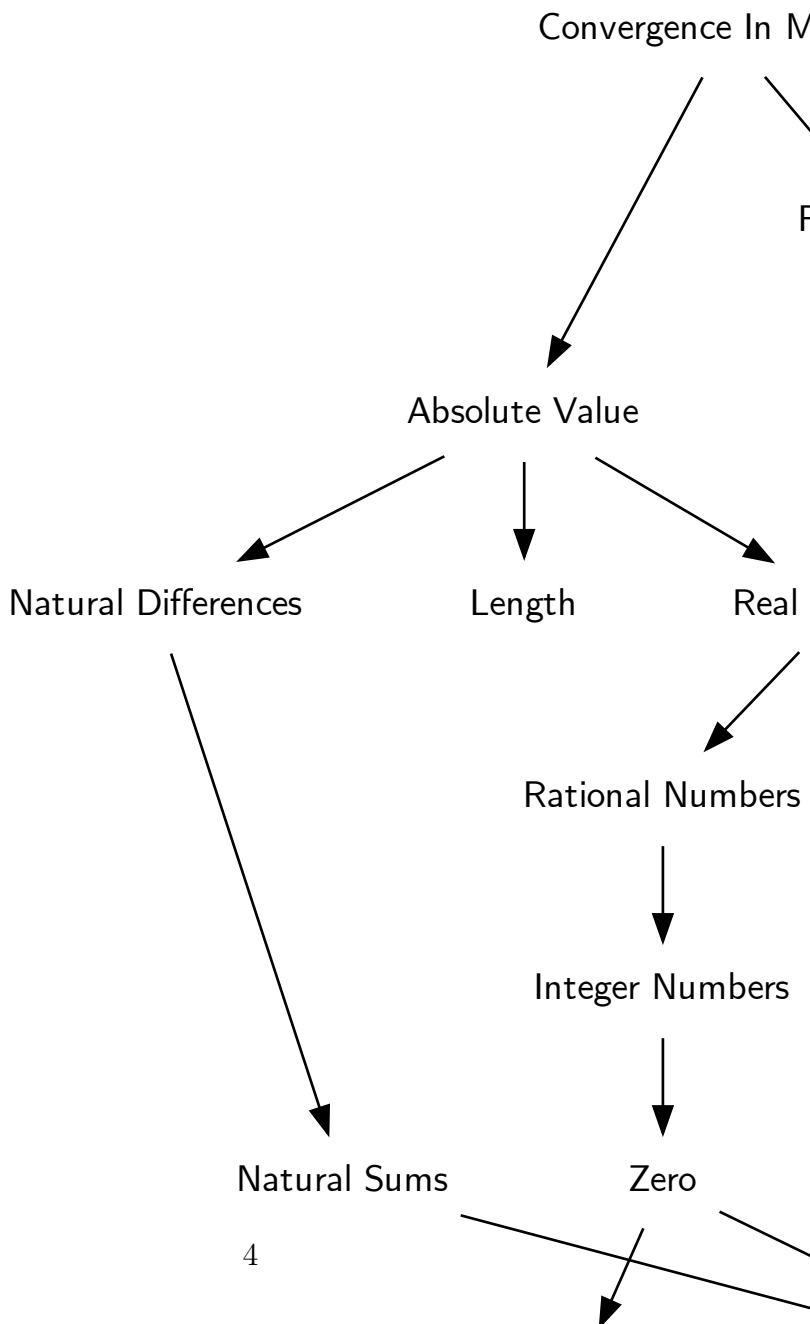 Convergence In M
F
Absolute Value
Natural Differences
Length
Real
Rational Numbers
Integer Numbers
Natural Sums
Zero
4